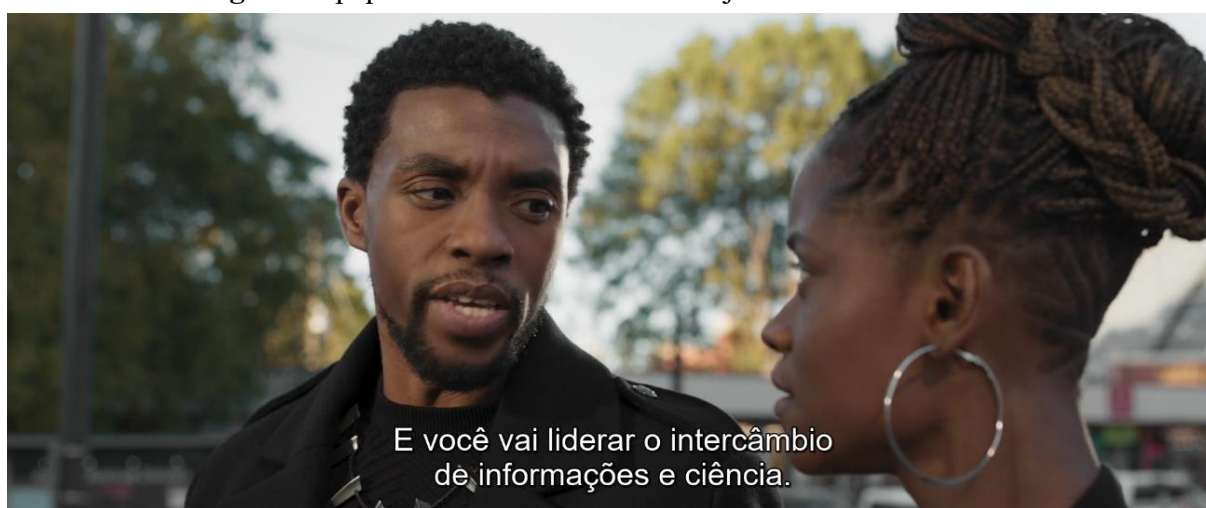 E você vai liderar o intercâmbio
de informações e ciência.